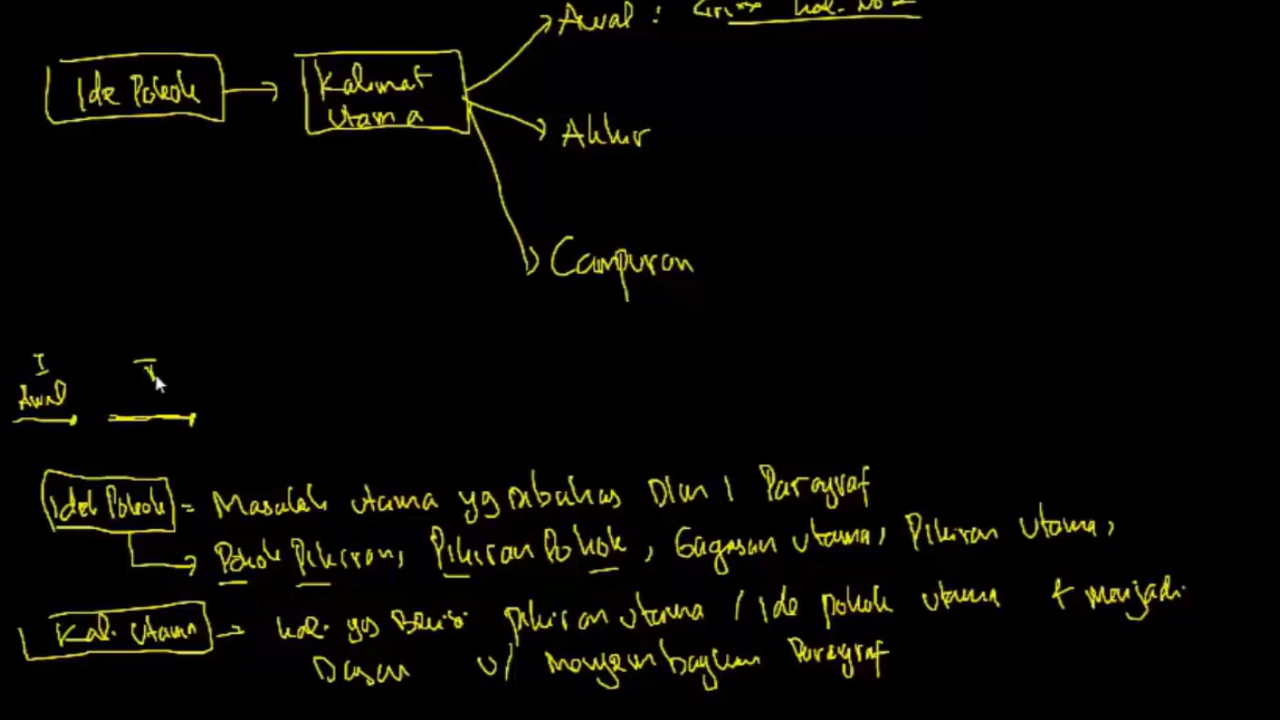 Awal :
Ide Pokok
Kalimat
Utama
Akhir
Campuran
I
Awal
Ide Pokok = Masalah utama yg dibahas Dlm 1 Paragraf
Pokok Pikiran, Pikiran Pokok, Gagasan utama, Pikiran utama,
Kal. Utama → kal. yg Berisi pikiran utama / Ide pokok utama + menjadi
Dasar u/ mengembangkan Paragraf